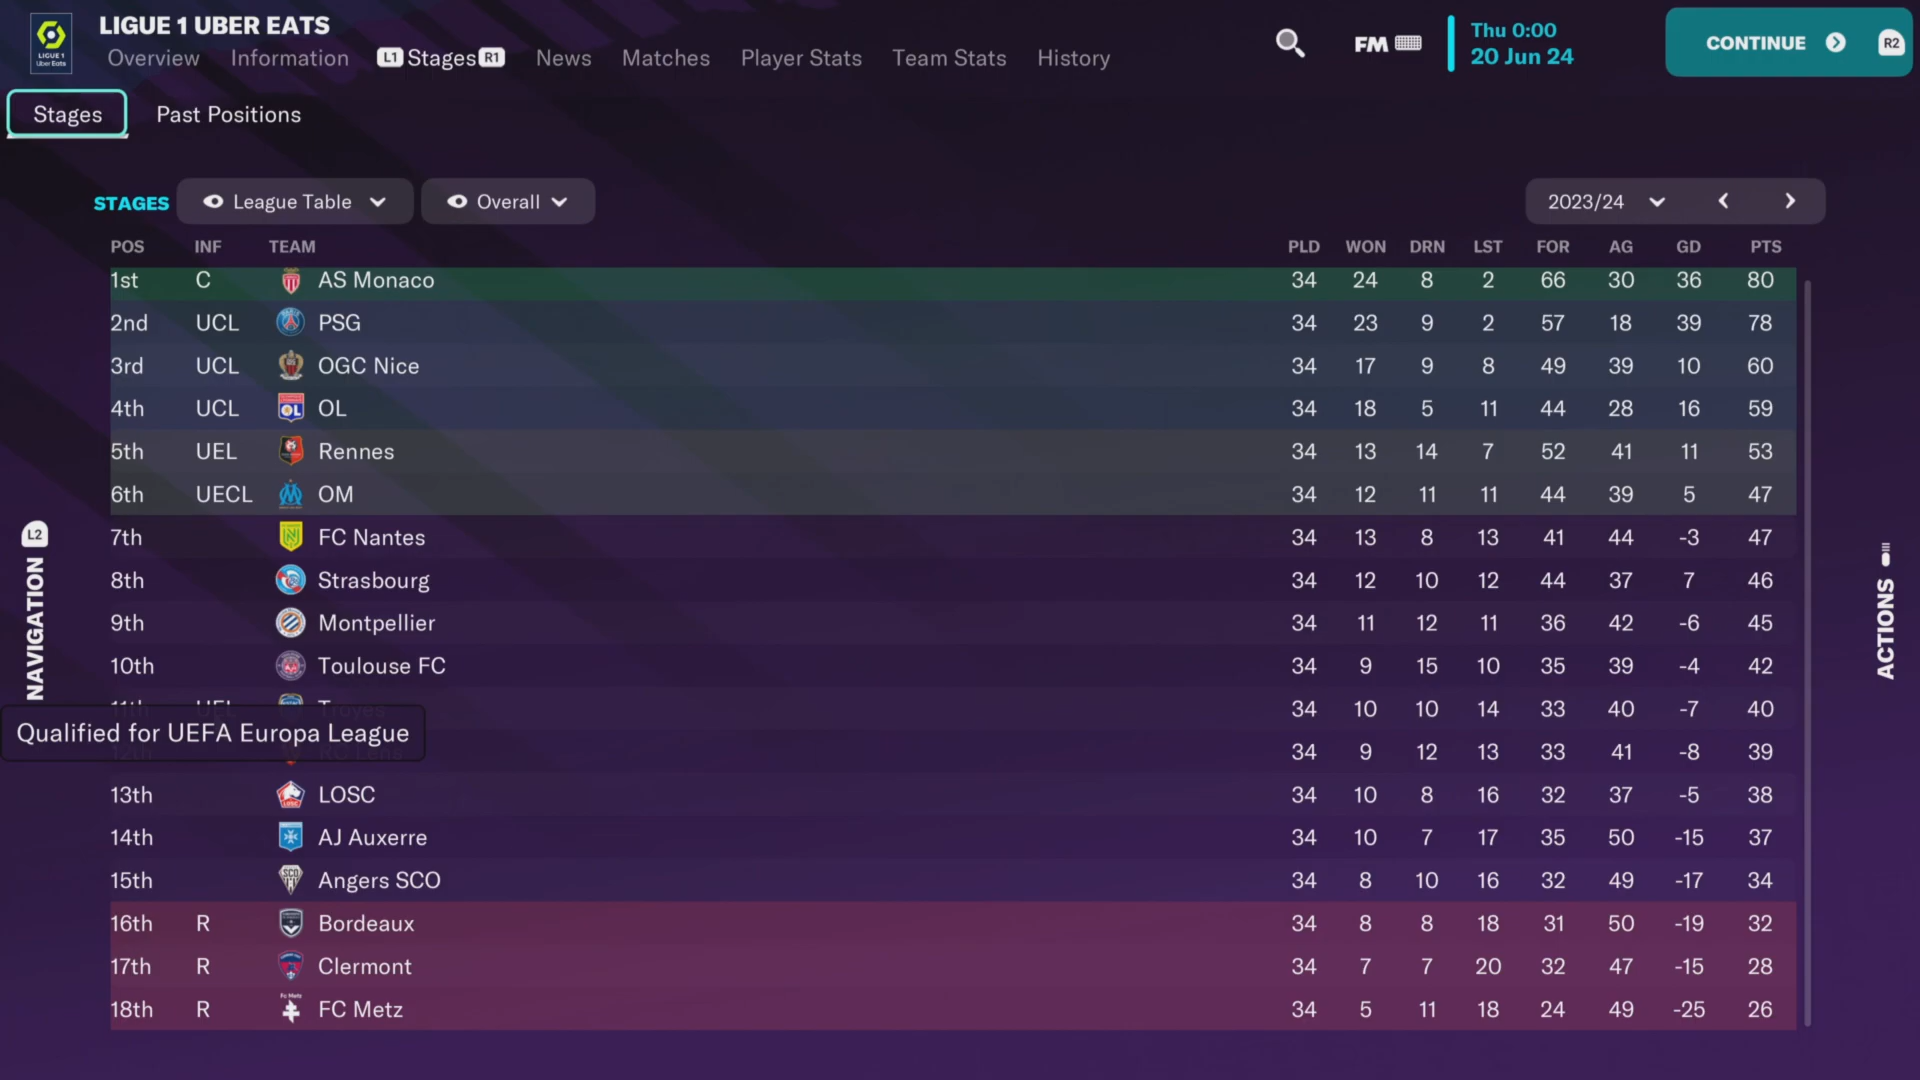 LIGUE 1 UBER EATS
Overview Information L1 Stages R1 News Matches Player Stats Team Stats History
FM
Thu 0:00
20 Jun 24
CONTINUE R2
LIGUE 1
Uber Eats
Stages Past Positions
STAGES League Table Overall 2023/24
POS INF TEAM PLD WON DRN LST FOR AG GD PTS
1st C AS Monaco 34 24 8 2 66 30 36 80
2nd UCL PSG 34 23 9 2 57 18 39 78
3rd UCL OGC Nice 34 17 9 8 49 39 10 60
4th UCL OL 34 18 5 11 44 28 16 59
5th UEL Rennes 34 13 14 7 52 41 11 53
6th UECL OM 34 12 11 11 44 39 5 47
7th FC Nantes 34 13 8 13 41 44 -3 47
8th Strasbourg 34 12 10 12 44 37 7 46
9th Montpellier 34 11 12 11 36 42 -6 45
10th Toulouse FC 34 9 15 10 35 39 -4 42
11th UEL Troyes 34 10 10 14 33 40 -7 40
Qualified for UEFA Europa League
12th RC Lens 34 9 12 13 33 41 -8 39
13th LOSC 34 10 8 16 32 37 -5 38
14th AJ Auxerre 34 10 7 17 35 50 -15 37
15th Angers SCO 34 8 10 16 32 49 -17 34
16th R Bordeaux 34 8 8 18 31 50 -19 32
17th R Clermont 34 7 7 20 32 47 -15 28
18th R FC Metz 34 5 11 18 24 49 -25 26
NAVIGATION L2
ACTIONS